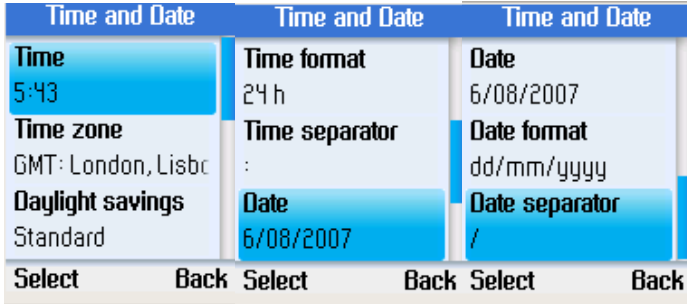 Time and Date
Time
5:43
Time zone
GMT: London, Lisbo
Daylight savings
Standard
Select Back
Time and Date
Time format
24 h
Time separator
:
Date
6/08/2007
Select Back
Time and Date
Date
6/08/2007
Date format
dd/mm/yyyy
Date separator
/
Select Back